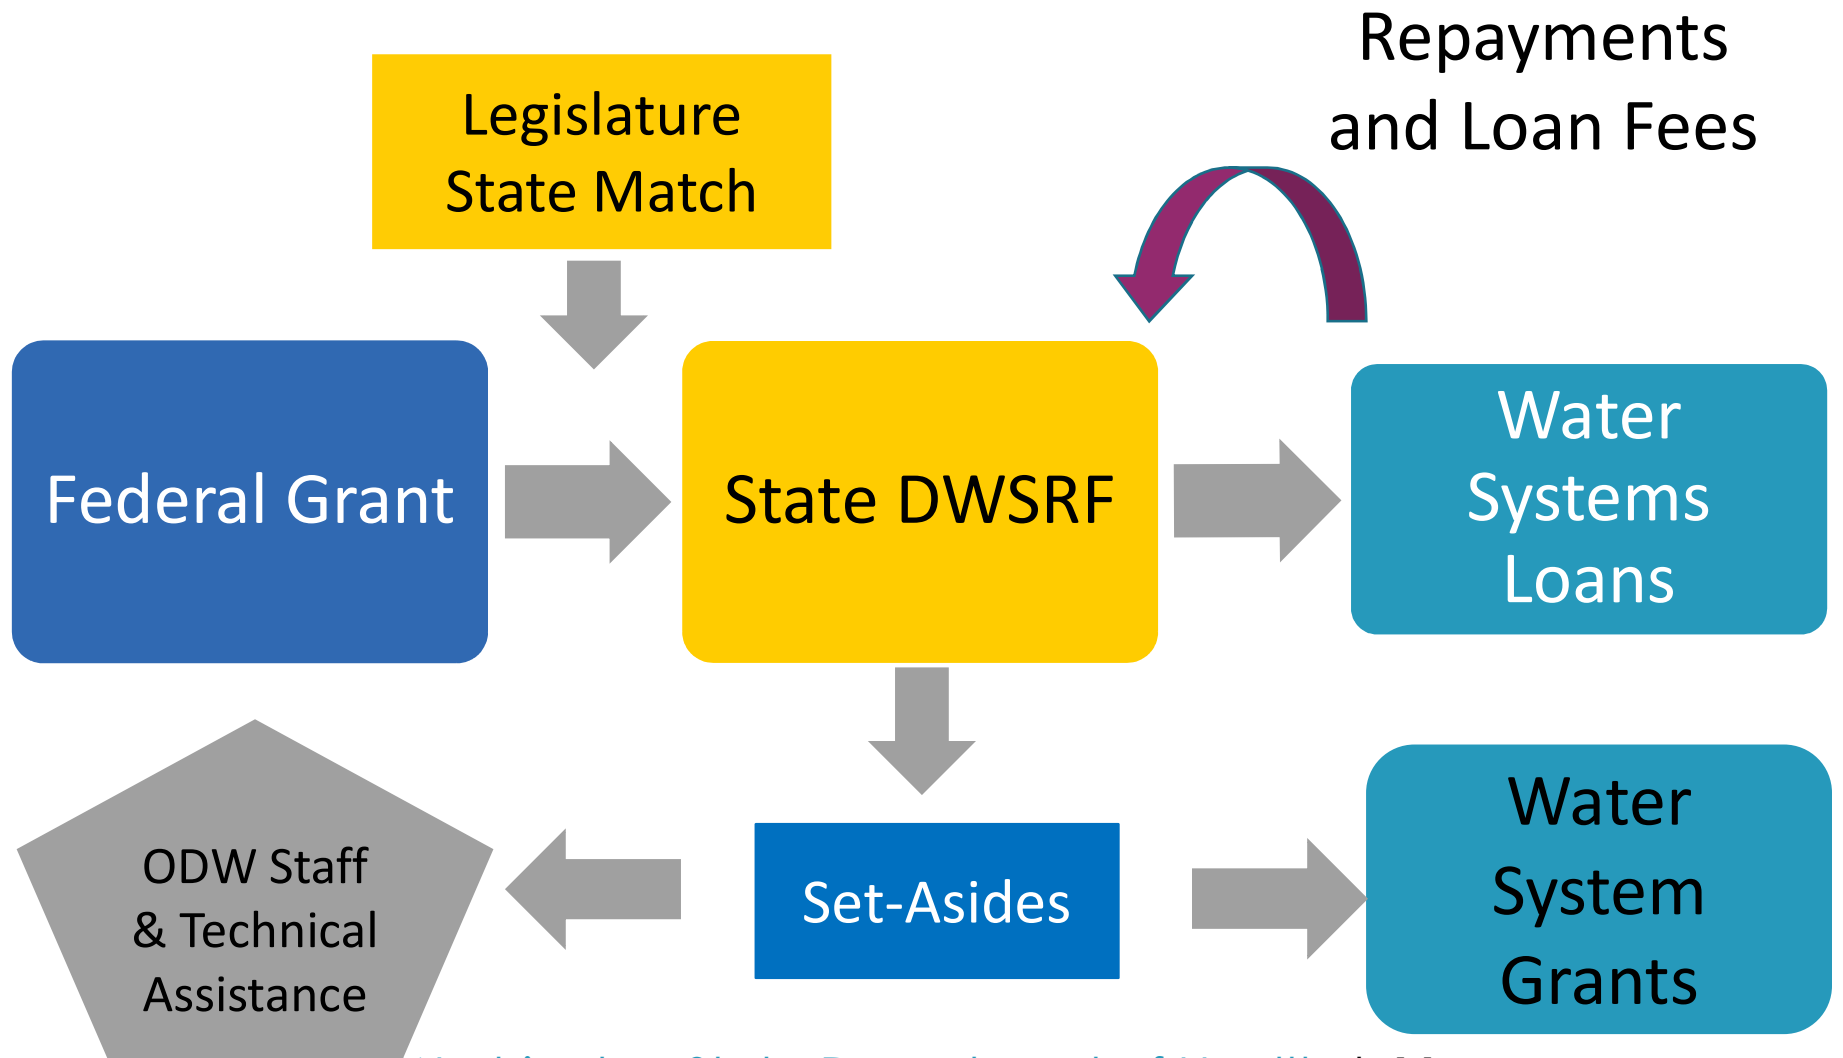 Repayments
and Loan Fees
Legislature
State Match
Federal Grant
State DWSRF
Water
Systems
Loans
ODW Staff
& Technical
Assistance
Set-Asides
Water
System
Grants